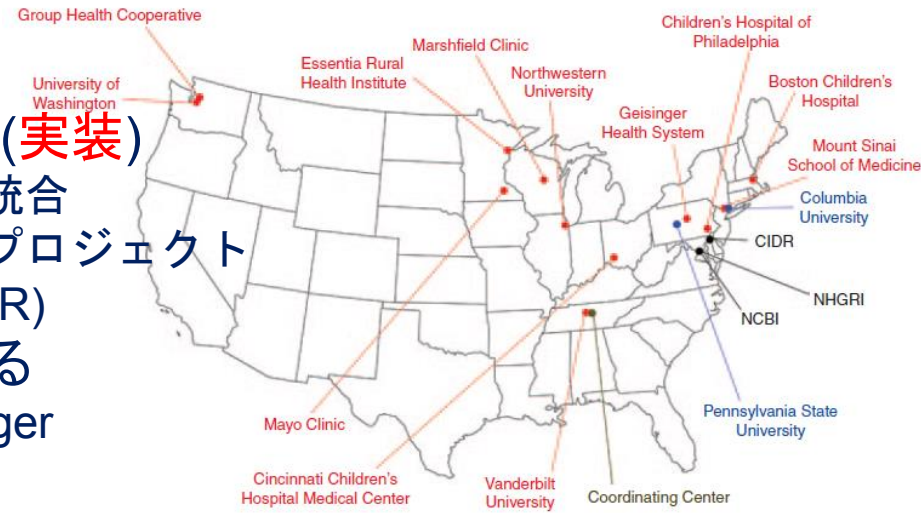 Group Health Cooperative
University of
Washington
Essentia Rural
Health Institute
Marshfield Clinic
Northwestern
University
Children's Hospital of
Philadelphia
Geisinger
Health System
Boston Children's
Hospital
Mount Sinai
School of Medicine
Columbia
University
CIDR
NHGRI
NCBI
Pennsylvania State
University
Mayo Clinic
Cincinnati Children's
Hospital Medical Center
Vanderbilt
University
Coordinating Center
(実装)
統合
プロジェクト
R)
る
ger